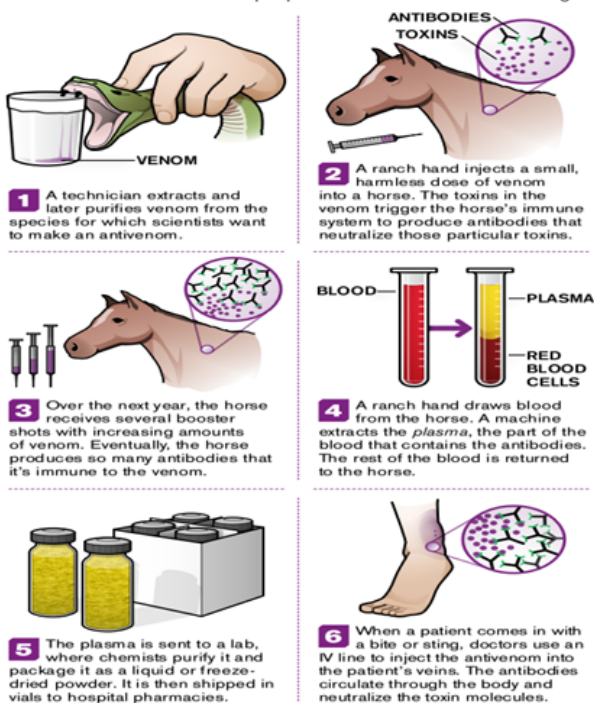 ANTIBODIES
TOXINS
VENOM
1 A technician extracts and
later purifies venom from the
species for which scientists want
to make an antivenom.
2 A ranch hand injects a small,
harmless dose of venom
into a horse. The toxins in the
venom trigger the horse's immune
system to produce antibodies that
neutralize those particular toxins.
BLOOD
PLASMA
RED
BLOOD
CELLS
3 Over the next year, the horse
receives several booster
shots with increasing amounts
of venom. Eventually, the horse
produces so many antibodies that
it's immune to the venom.
4 A ranch hand draws blood
from the horse. A machine
extracts the plasma, the part of the
blood that contains the antibodies.
The rest of the blood is returned
to the horse.
5 The plasma is sent to a lab,
where chemists purify it and
package it as a liquid or freeze-
dried powder. It is then shipped in
vials to hospital pharmacies.
6 When a patient comes in with
a bite or sting, doctors use an
IV line to inject the antivenom into
the patient's veins. The antibodies
circulate through the body and
neutralize the toxin molecules.